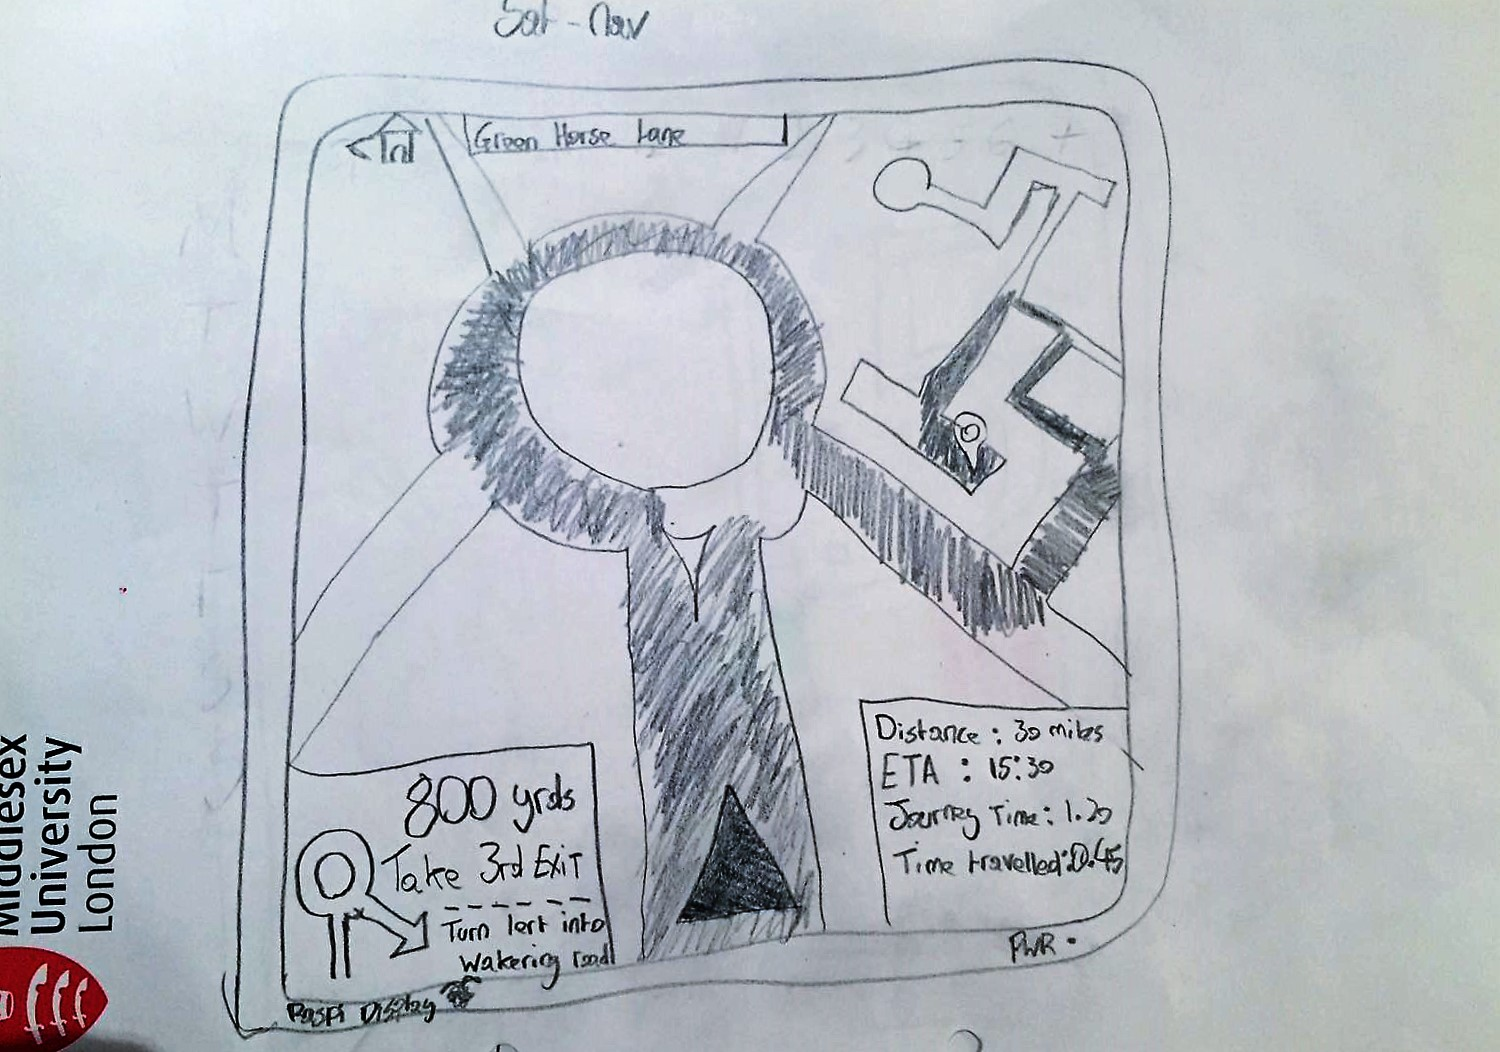 Sat-Nav
Green Horse Lane
800 yrds
Take 3rd Exit
Turn left into
Wakering road
Distance : 30 miles
ETA : 15:30
Journey Time : 1.20
Time travelled: 0.45
PWR
Raspi Display
Middlesex
University
London